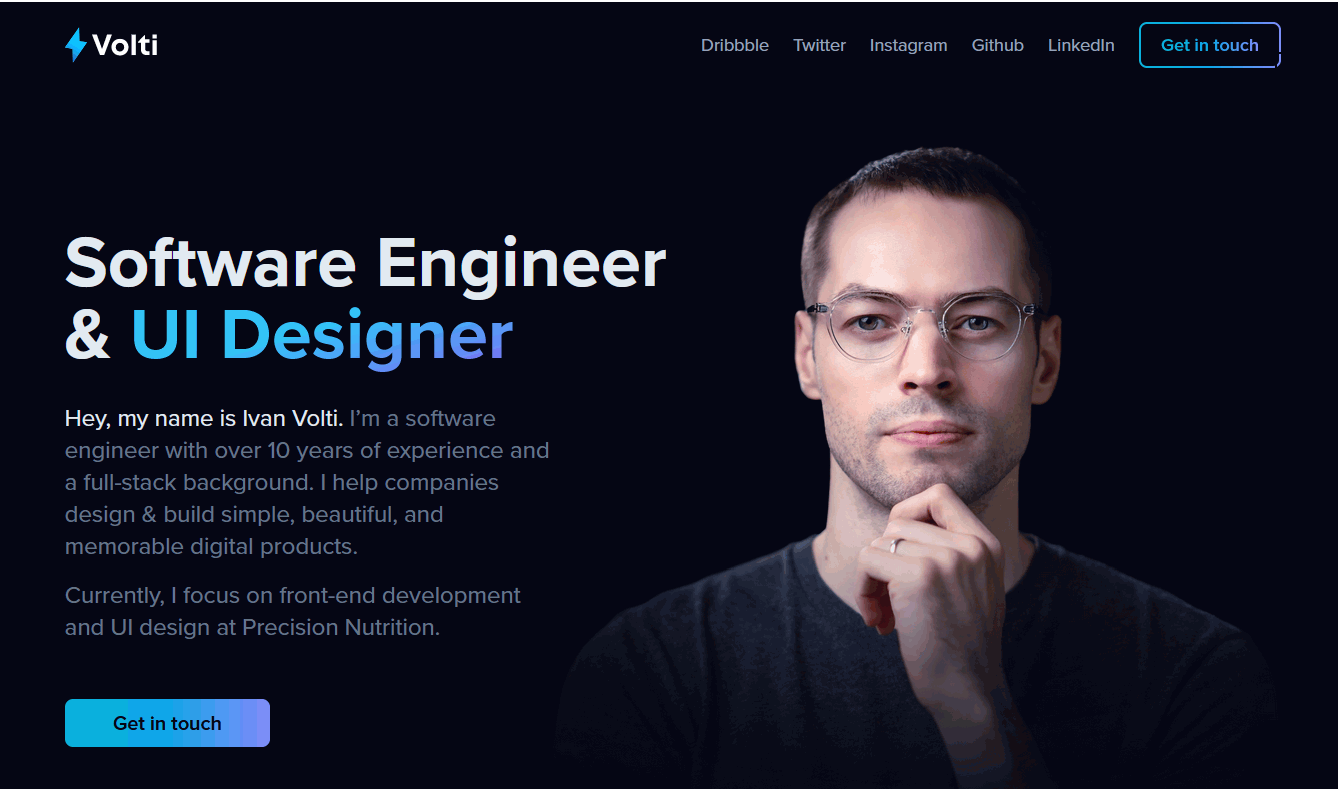 Volti
Dribbble Twitter Instagram Github LinkedIn Get in touch
Software Engineer
& UI Designer
Hey, my name is Ivan Volti. I’m a software
engineer with over 10 years of experience and
a full-stack background. I help companies
design & build simple, beautiful, and
memorable digital products.
Currently, I focus on front-end development
and UI design at Precision Nutrition.
Get in touch